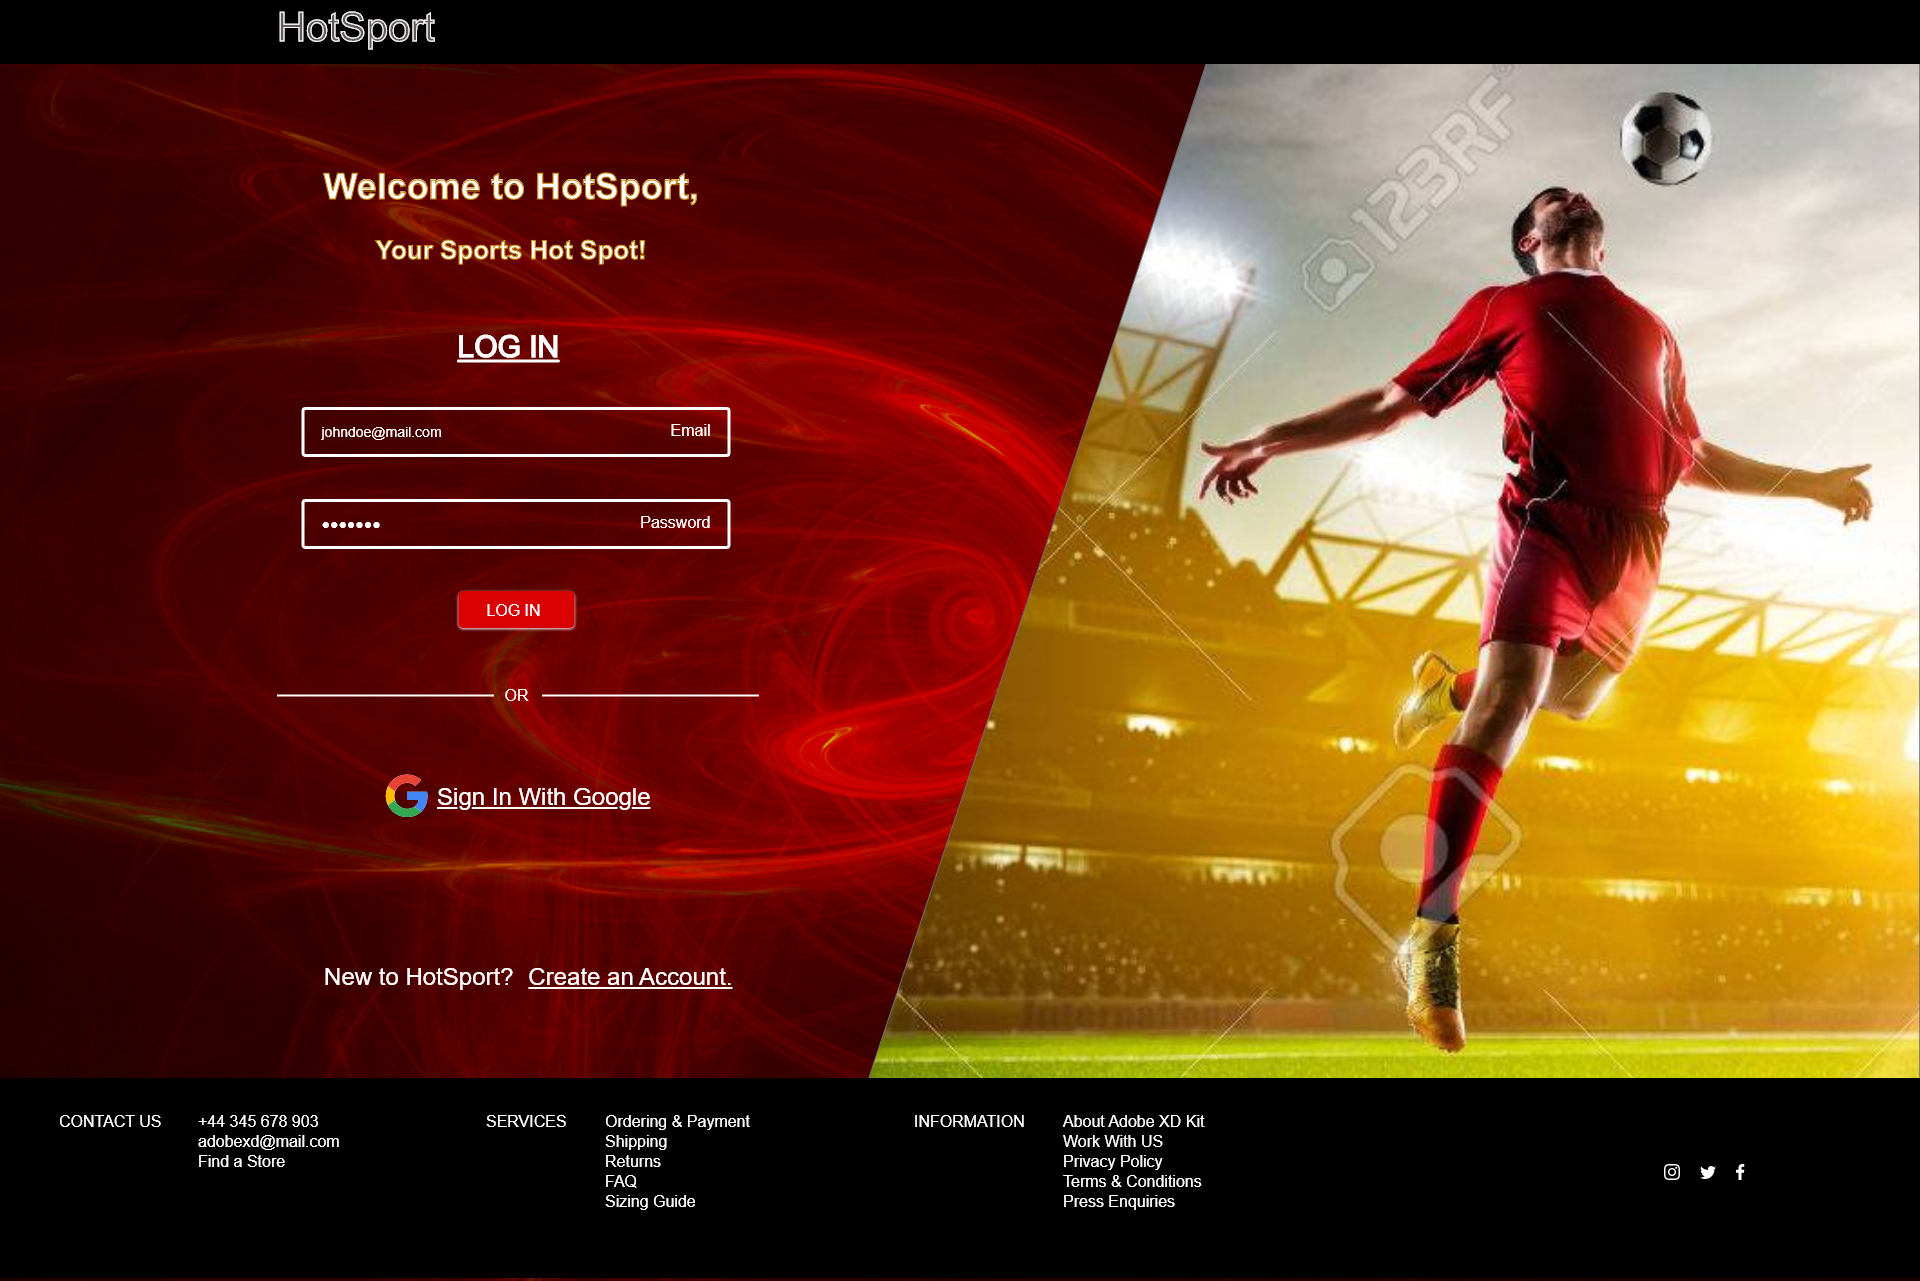 HotSport
Welcome to HotSport,
Your Sports Hot Spot!
LOG IN
johndoe@mail.com Email
••••••• Password
LOG IN
OR
Sign In With Google
New to HotSport? Create an Account.
123RF
International
CONTACT US
+44 345 678 903
adobexd@mail.com
Find a Store
SERVICES
Ordering & Payment
Shipping
Returns
FAQ
Sizing Guide
INFORMATION
About Adobe XD Kit
Work With US
Privacy Policy
Terms & Conditions
Press Enquiries